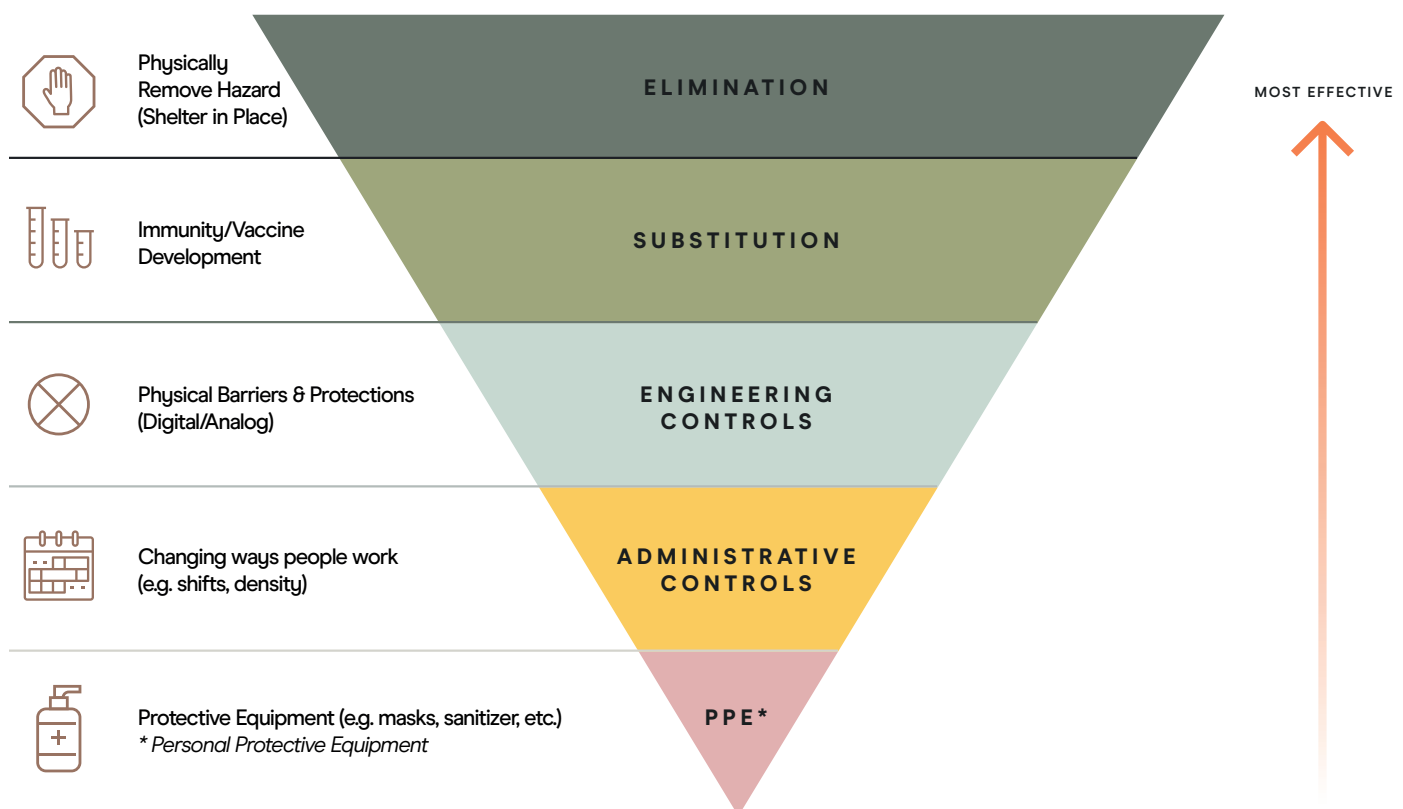 Physically
Remove Hazard
(Shelter in Place)
ELIMINATION
MOST EFFECTIVE
Immunity/Vaccine
Development
SUBSTITUTION
Physical Barriers & Protections
(Digital/Analog)
ENGINEERING
CONTROLS
Changing ways people work
(e.g. shifts, density)
ADMINISTRATIVE
CONTROLS
Protective Equipment (e.g. masks, sanitizer, etc.)
* Personal Protective Equipment
PPE*